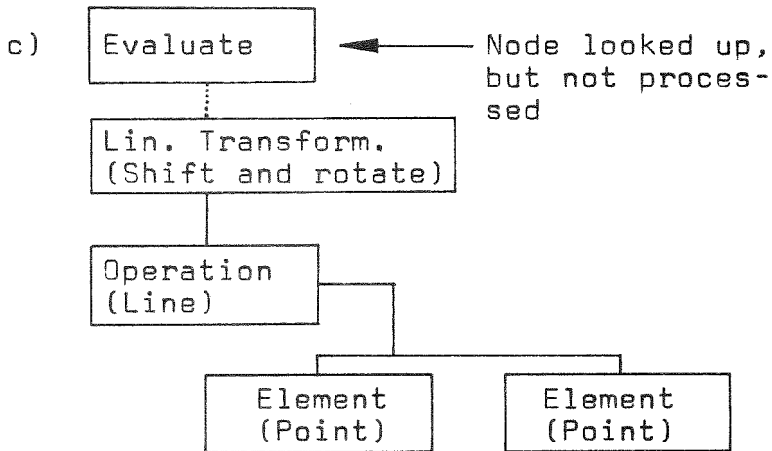 c) Evaluate
Node looked up,
but not proces-
sed
Lin. Transform.
(Shift and rotate)
Operation
(Line)
Element
(Point)
Element
(Point)